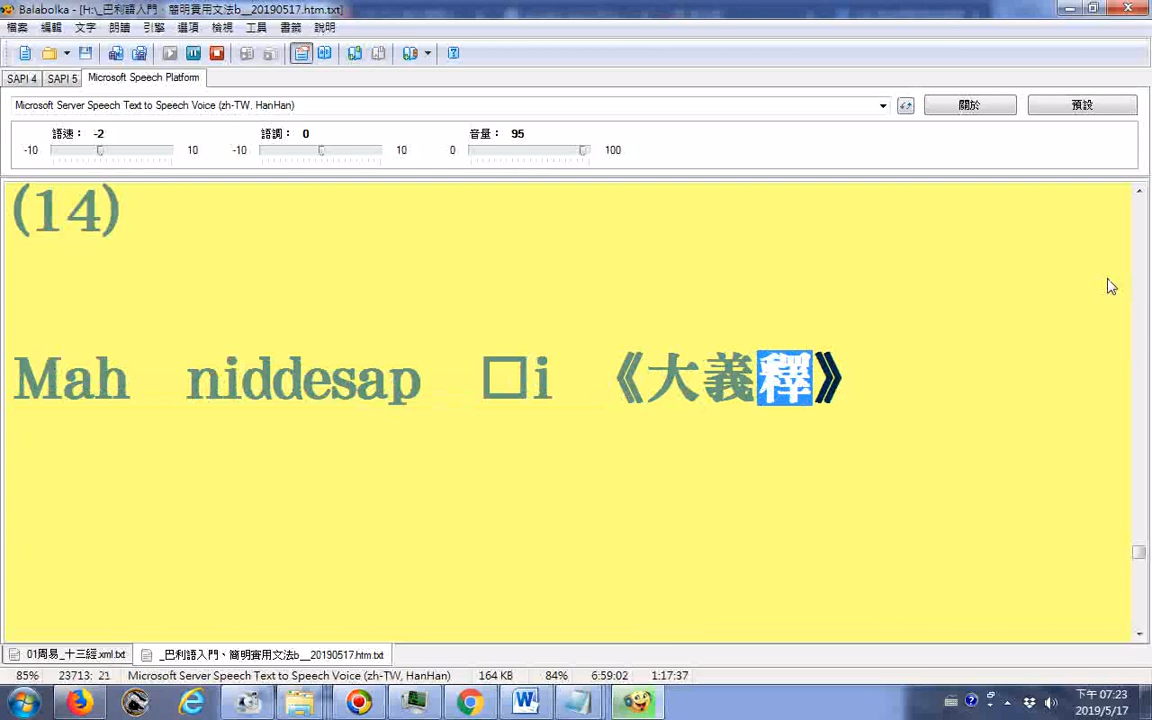 Balabolka - [H:\_巴利語入門、簡明實用文法b__20190517.htm.txt]
檔案 編輯 文字 朗讀 引擎 選項 檢視 工具 書籤 說明
SAPI 4 SAPI 5 Microsoft Speech Platform
Microsoft Server Speech Text to Speech Voice (zh-TW, HanHan) 關於 預設
語速： -2 語調： 0 音量： 95
-10 10 -10 10 0 100
(14)
Mah niddesap □i 《大義釋》
01周易_十三經.xml.txt _巴利語入門、簡明實用文法b__20190517.htm.txt
85% 23713: 21 Microsoft Server Speech Text to Speech Voice (zh-TW, HanHan) 164 KB 84% 6:59:02 1:17:37
下午 07:23
2019/5/17